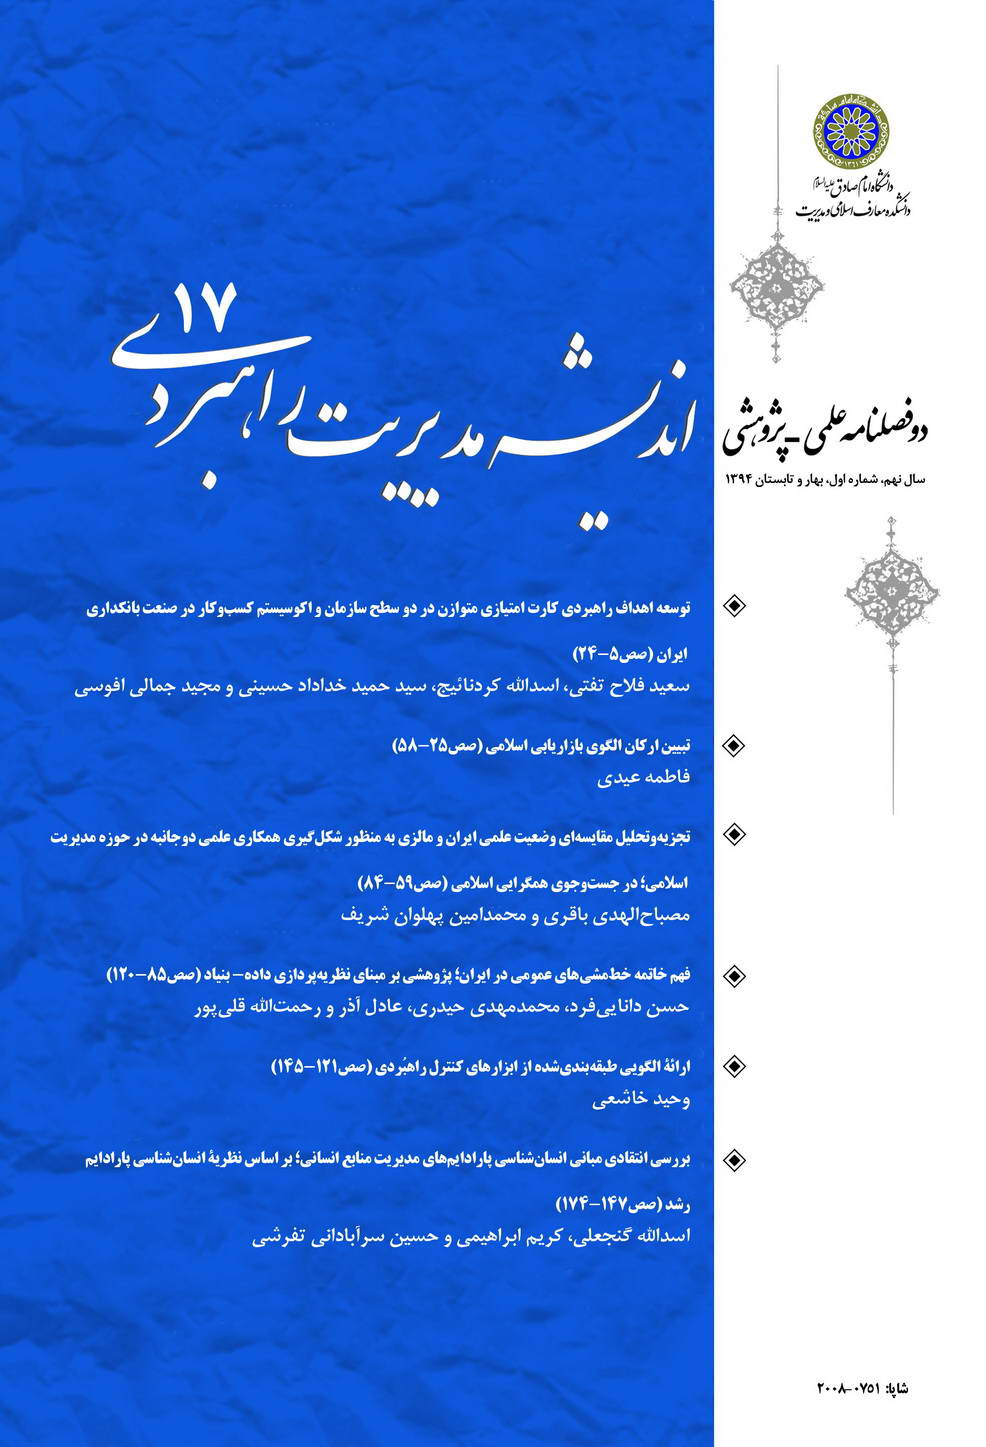 دانشگاه امام صادق علیه‌السلام
دانشکده معارف اسلامی و مدیریت
۱۷
اندیشه مدیریت راهبردی
دوفصلنامه علمی - پژوهشی
سال نهم، شماره اول، بهار و تابستان ۱۳۹۴
توسعه اهداف راهبردی کارت امتیازی متوازن در دو سطح سازمان و اکوسیستم کسب‌وکار در صنعت بانکداری
ایران (صص۵-۲۴)
سعید فلاح تفتی، اسدالله کردنائیج، سید حمید خداداد حسینی و مجید جمالی افوسی
تبیین ارکان الگوی بازاریابی اسلامی (صص۲۵-۵۸)
فاطمه عیدی
تجزیه‌وتحلیل مقایسه‌ای وضعیت علمی ایران و مالزی به منظور شکل‌گیری همکاری علمی دوجانبه در حوزه مدیریت
اسلامی؛ در جست‌وجوی همگرایی اسلامی (صص۵۹-۸۴)
مصباح‌الهدی باقری و محمدامین پهلوان شریف
فهم خاتمه خط‌مشی‌های عمومی در ایران؛ پژوهشی بر مبنای نظریه‌پردازی داده- بنیاد (صص۸۵-۱۲۰)
حسن دانایی‌فرد، محمدمهدی حیدری، عادل آذر و رحمت‌الله قلی‌پور
ارائهٔ الگویی طبقه‌بندی‌شده از ابزارهای کنترل راهبُردی (صص۱۲۱-۱۴۵)
وحید خاشعی
بررسی انتقادی مبانی انسان‌شناسی پارادایم‌های مدیریت منابع انسانی؛ بر اساس نظریهٔ انسان‌شناسی پارادایم
رشد (صص۱۴۷-۱۷۴)
اسدالله گنجعلی، کریم ابراهیمی و حسین سرآبادانی تفرشی
شاپا: ۲۰۰۸-۰۷۵۱